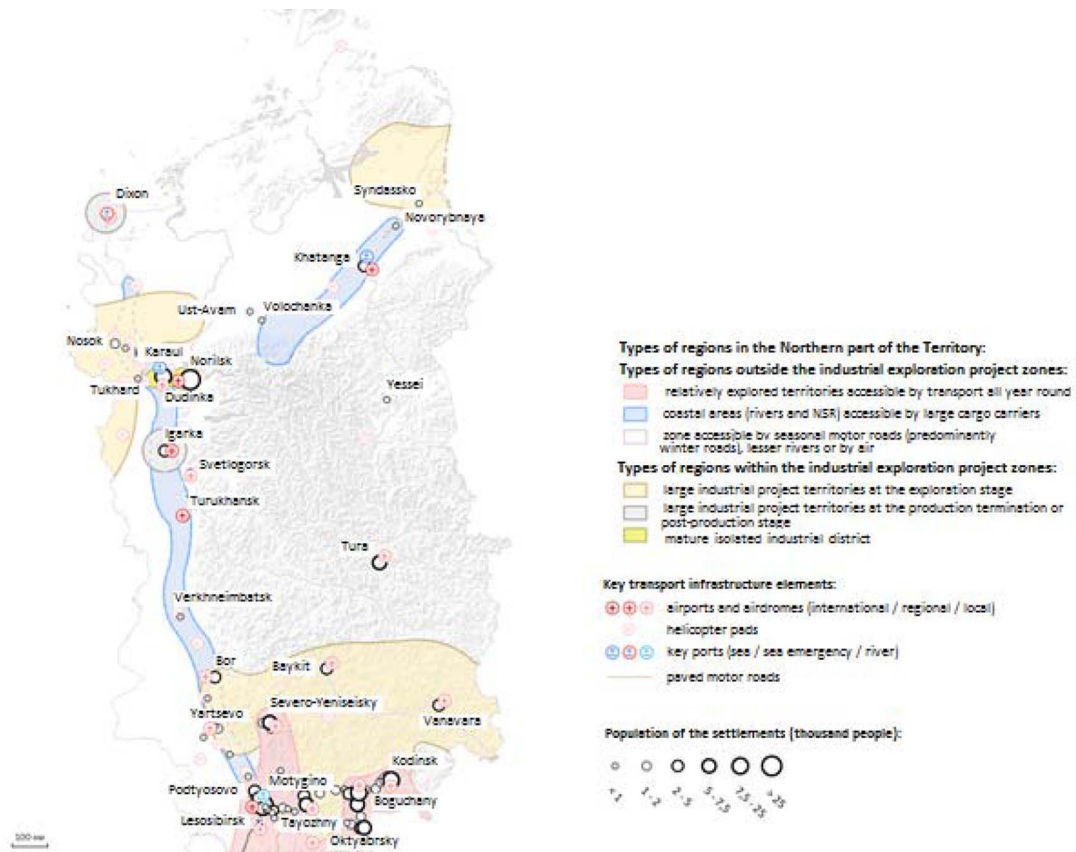 Dixon
Syndassko
Novorybnaya
Khatanga
Ust-Avam
Volochanka
Nosok
Karaul
Norilsk
Tukhard
Dudinka
Yessei
Igarka
Svetlogorsk
Turukhansk
Tura
Verkhneimbatsk
Bor
Baykit
Severo-Yeniseisky
Yartsevo
Vanavara
Kodinsk
Motygino
Podtyosovo
Boguchany
Lesosibirsk
Tayozhny
Oktyabrsky
Types of regions in the Northern part of the Territory:
Types of regions outside the industrial exploration project zones:
relatively explored territories accessible by transport all year round
coastal areas (rivers and NSR) accessible by large cargo carriers
zone accessible by seasonal motor roads (predominantly
winter roads), lesser rivers or by air
Types of regions within the industrial exploration project zones:
large industrial project territories at the exploration stage
large industrial project territories at the production termination or
post-production stage
mature isolated industrial district
Key transport infrastructure elements:
airports and airdromes (international / regional / local)
helicopter pads
key ports (sea / sea emergency / river)
paved motor roads
Population of the settlements (thousand people):
< 1
1 - 2
2 - 5
5 - 7,5
7,5 - 25
> 25